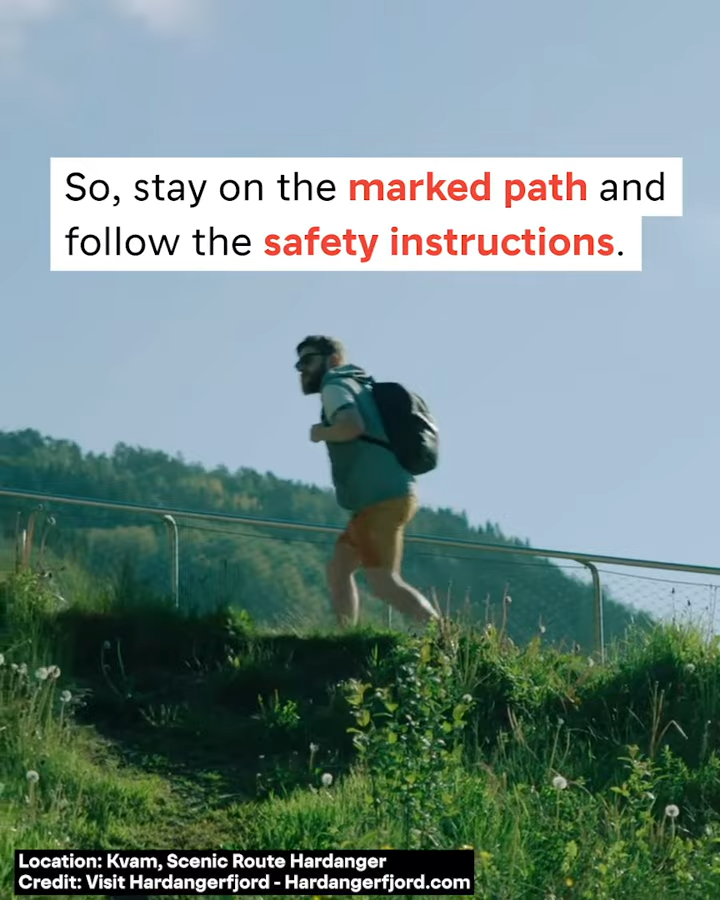 So, stay on the marked path and
follow the safety instructions.
Location: Kvam, Scenic Route Hardanger
Credit: Visit Hardangerfjord - Hardangerfjord.com